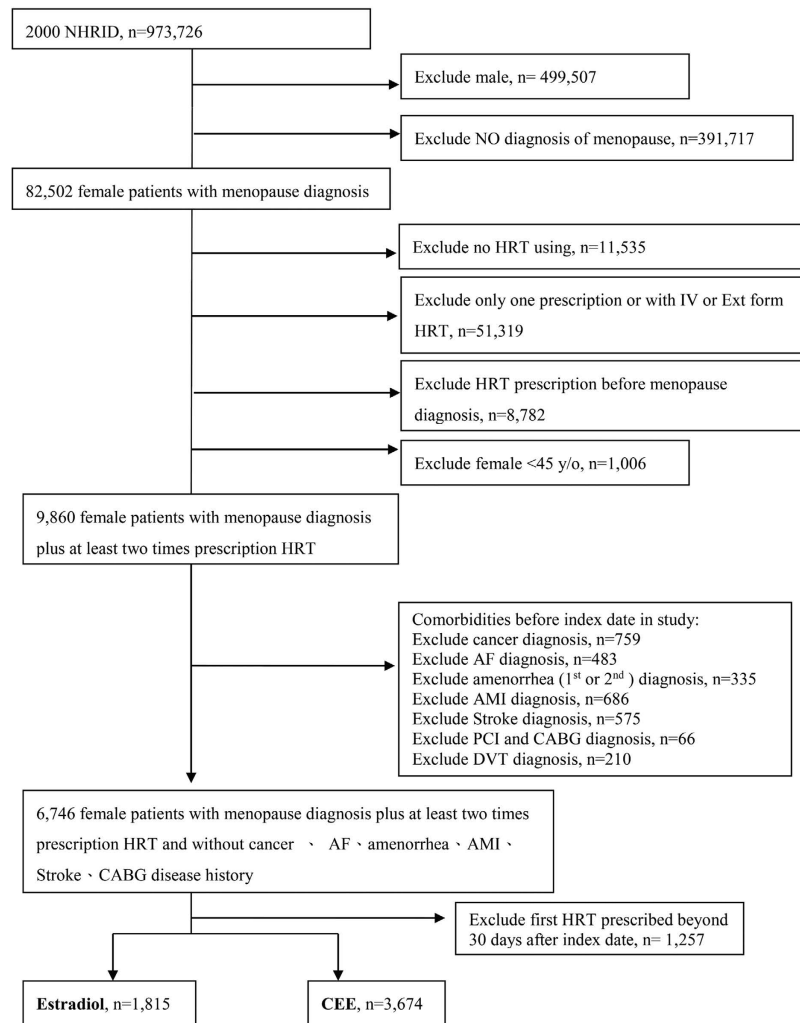 2000 NHRID, n=973,726
Exclude male, n= 499,507
Exclude NO diagnosis of menopause, n=391,717
82,502 female patients with menopause diagnosis
Exclude no HRT using, n=11,535
Exclude only one prescription or with IV or Ext form
HRT, n=51,319
Exclude HRT prescription before menopause
diagnosis, n=8,782
Exclude female <45 y/o, n=1,006
9,860 female patients with menopause diagnosis
plus at least two times prescription HRT
Comorbidities before index date in study:
Exclude cancer diagnosis, n=759
Exclude AF diagnosis, n=483
Exclude amenorrhea (1st or 2nd ) diagnosis, n=335
Exclude AMI diagnosis, n=686
Exclude Stroke diagnosis, n=575
Exclude PCI and CABG diagnosis, n=66
Exclude DVT diagnosis, n=210
6,746 female patients with menopause diagnosis plus at least two times
prescription HRT and without cancer 、 AF、amenorrhea、AMI、
Stroke、CABG disease history
Exclude first HRT prescribed beyond
30 days after index date, n= 1,257
Estradiol, n=1,815
CEE, n=3,674